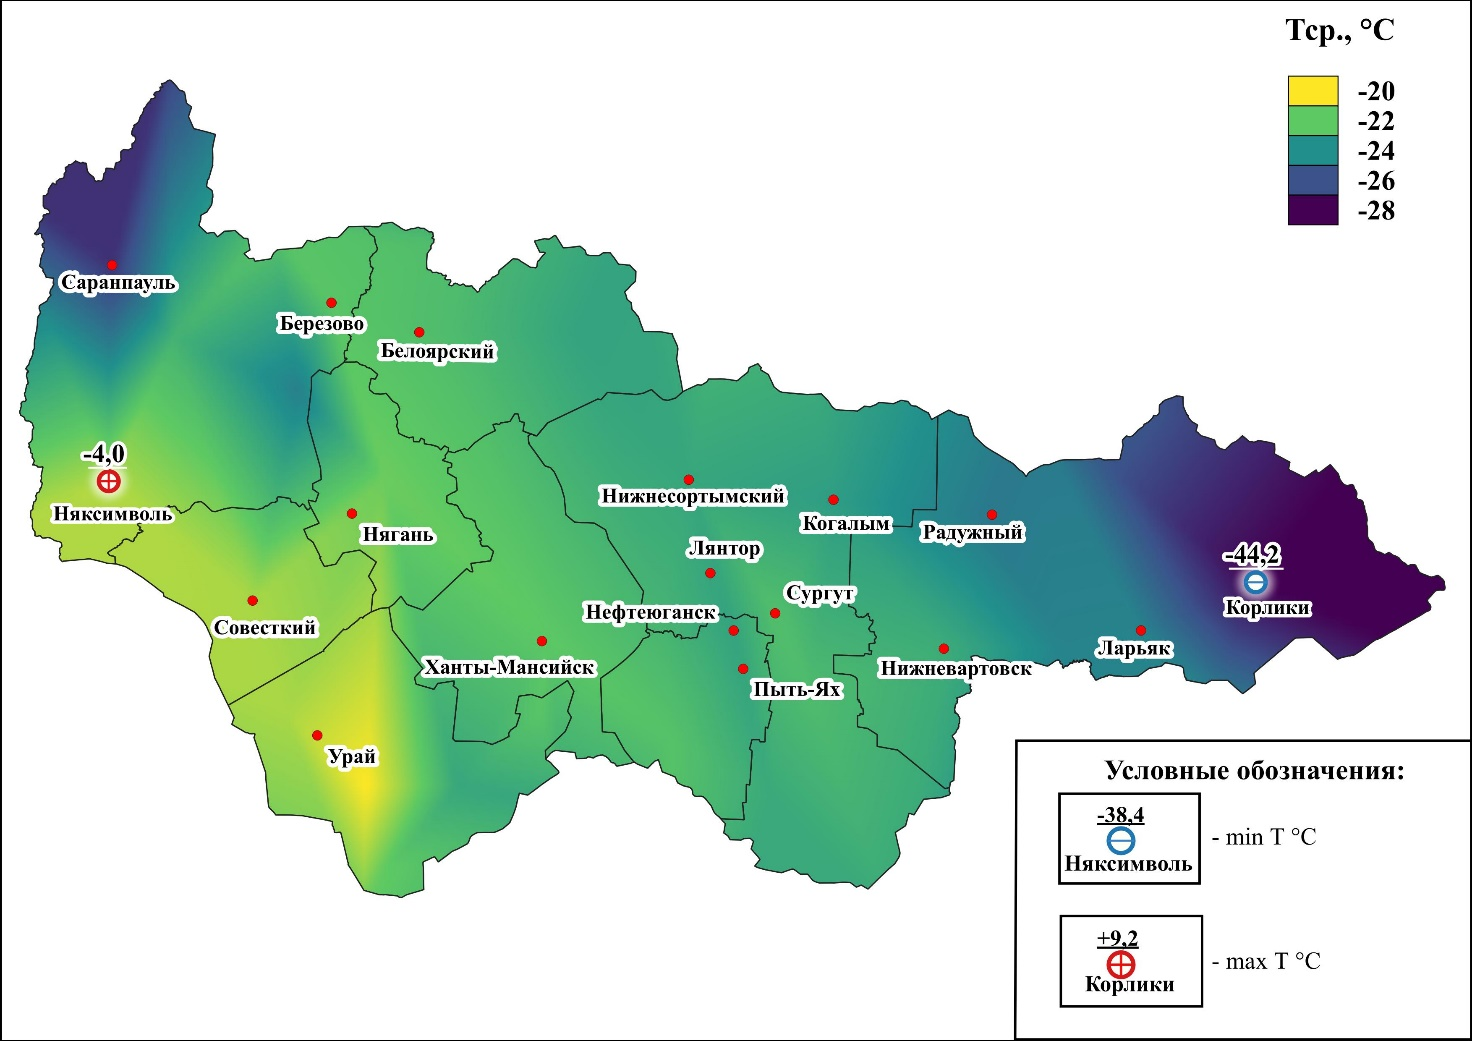 Тср., °С
-20
-22
-24
-26
-28
Саранпауль
Березово
Белоярский
-4,0
Няксимволь
Нягань
Нижнесортымский
Когалым
Радужный
Лянтор
-44,2
Корлики
Сургут
Нефтеюганск
Совесткий
Ханты-Мансийск
Нижневартовск
Ларьяк
Пыть-Ях
Урай
Условные обозначения:
-38,4
Няксимволь
- min T °C
+9,2
Корлики
- max T °C